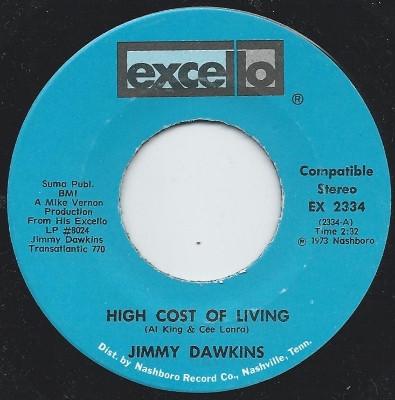 excello
®
Suma Publ.
BMI
A Mike Vernon
Production
From His Excello
LP #8024
Jimmy Dawkins
Transatlantic 770
Compatible
Stereo
EX 2334
(2334-A)
Time 2:32
℗ 1973 Nashboro
HIGH COST OF LIVING
(Al King & Cee Lonra)
JIMMY DAWKINS
Dist. by Nashboro Record Co., Nashville, Tenn.